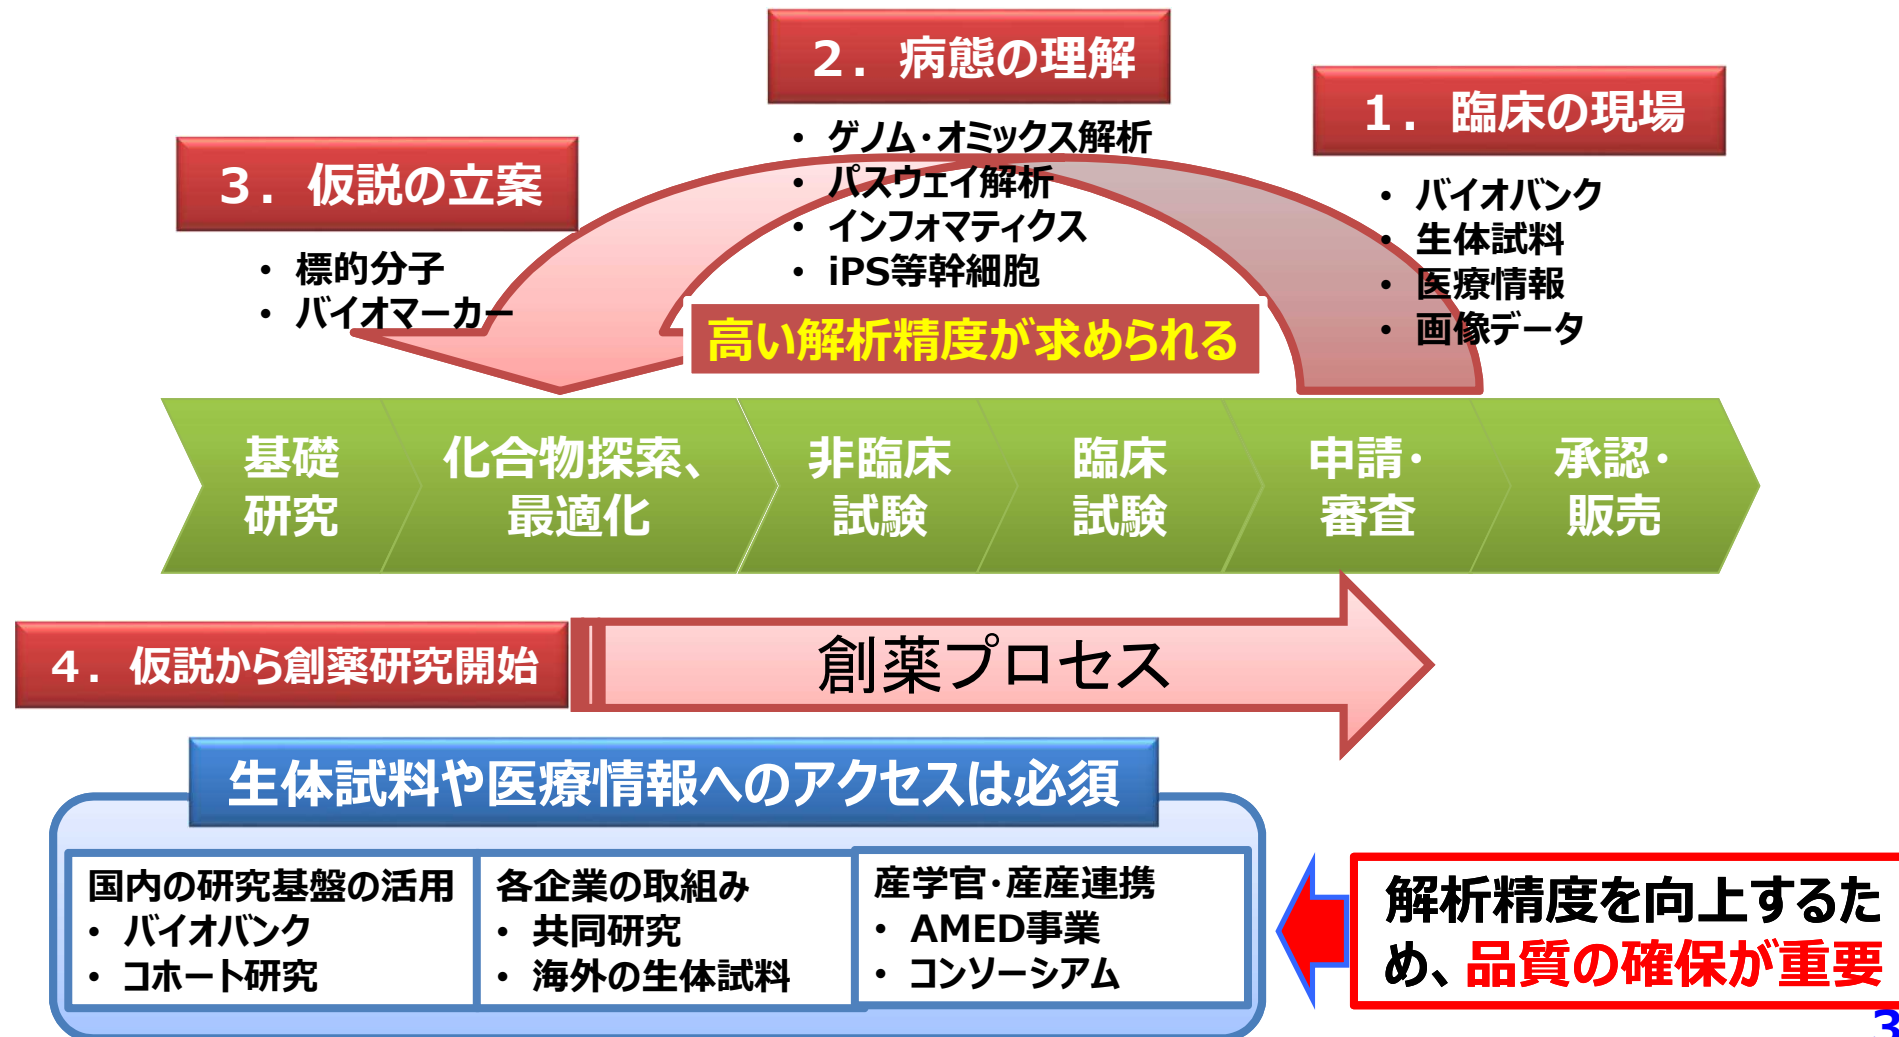 2．病態の理解
・ ゲノム・オミックス解析
・ パスウェイ解析
・ インフォマティクス
・ iPS等幹細胞
1．臨床の現場
・ バイオバンク
・ 生体試料
・ 医療情報
・ 画像データ
3．仮説の立案
・ 標的分子
・ バイオマーカー
高い解析精度が求められる
基礎
研究
化合物探索、
最適化
非臨床
試験
臨床
試験
申請・
審査
承認・
販売
4．仮説から創薬研究開始
創薬プロセス
生体試料や医療情報へのアクセスは必須
国内の研究基盤の活用
・ バイオバンク
・ コホート研究
各企業の取組み
・ 共同研究
・ 海外の生体試料
産学官・産産連携
・ AMED事業
・ コンソーシアム
解析精度を向上するた
め、品質の確保が重要
3